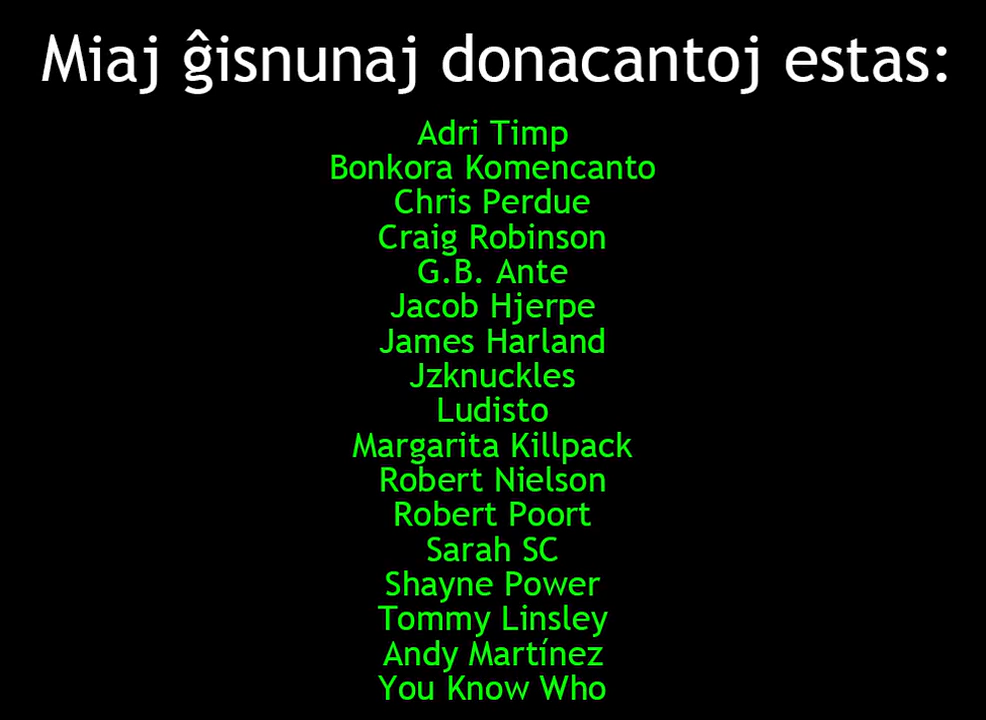 Miaj ĝisnunaj donacantoj estas:
Adri Timp
Bonkora Komencanto
Chris Perdue
Craig Robinson
G.B. Ante
Jacob Hjerpe
James Harland
Jzknuckles
Ludisto
Margarita Killpack
Robert Nielson
Robert Poort
Sarah SC
Shayne Power
Tommy Linsley
Andy Martínez
You Know Who